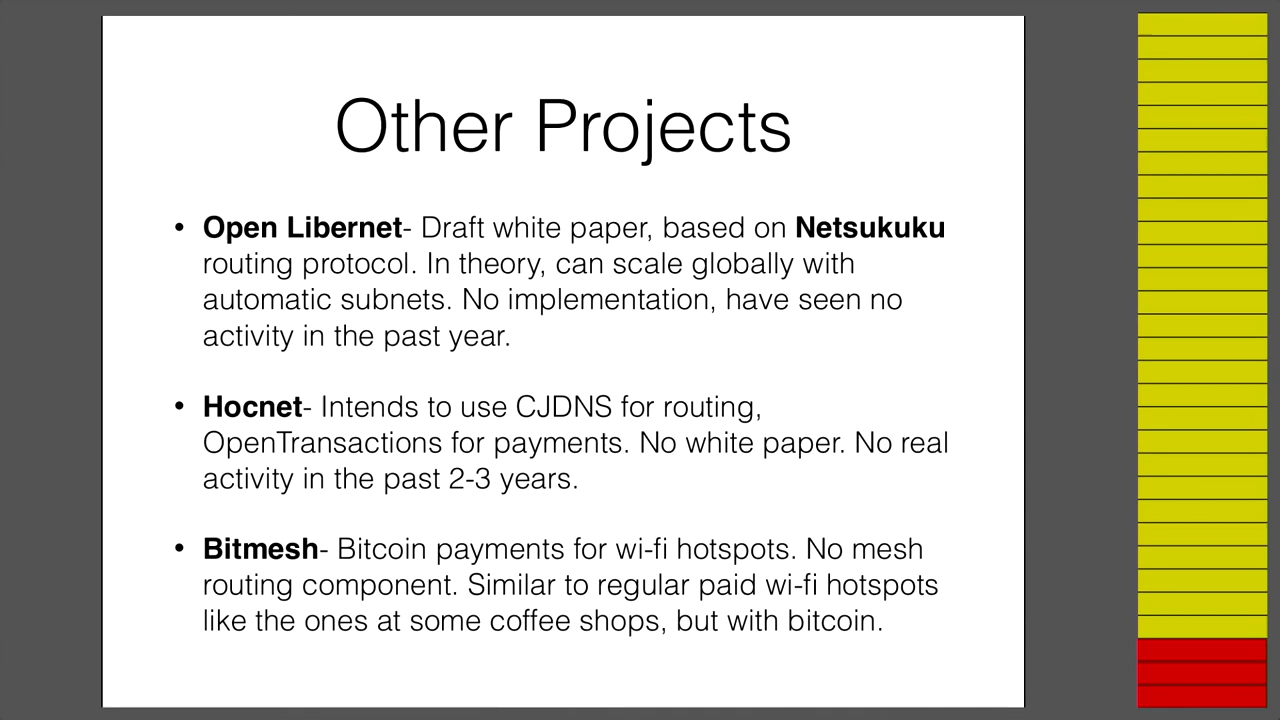 Other Projects
• Open Libernet- Draft white paper, based on Netsukuku
routing protocol. In theory, can scale globally with
automatic subnets. No implementation, have seen no
activity in the past year.
• Hocnet- Intends to use CJDNS for routing,
OpenTransactions for payments. No white paper. No real
activity in the past 2-3 years.
• Bitmesh- Bitcoin payments for wi-fi hotspots. No mesh
routing component. Similar to regular paid wi-fi hotspots
like the ones at some coffee shops, but with bitcoin.